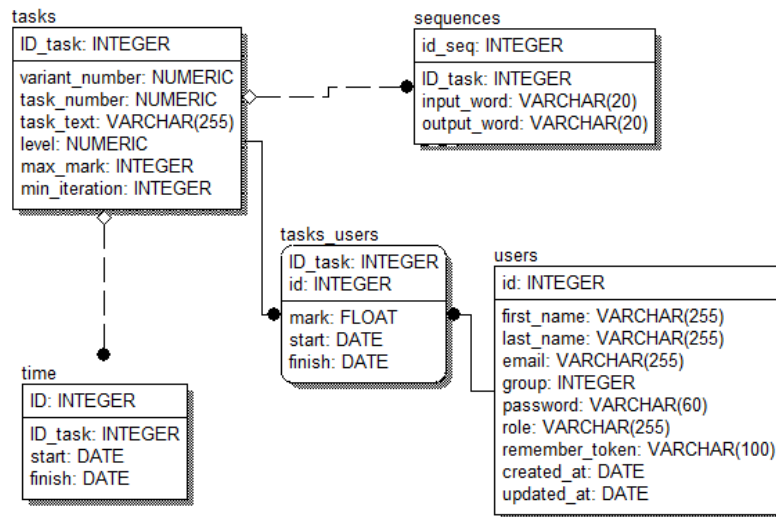 tasks
ID_task: INTEGER
variant_number: NUMERIC
task_number: NUMERIC
task_text: VARCHAR(255)
level: NUMERIC
max_mark: INTEGER
min_iteration: INTEGER
sequences
id_seq: INTEGER
ID_task: INTEGER
input_word: VARCHAR(20)
output_word: VARCHAR(20)
tasks_users
ID_task: INTEGER
id: INTEGER
mark: FLOAT
start: DATE
finish: DATE
users
id: INTEGER
first_name: VARCHAR(255)
last_name: VARCHAR(255)
email: VARCHAR(255)
group: INTEGER
password: VARCHAR(60)
role: VARCHAR(255)
remember_token: VARCHAR(100)
created_at: DATE
updated_at: DATE
time
ID: INTEGER
ID_task: INTEGER
start: DATE
finish: DATE